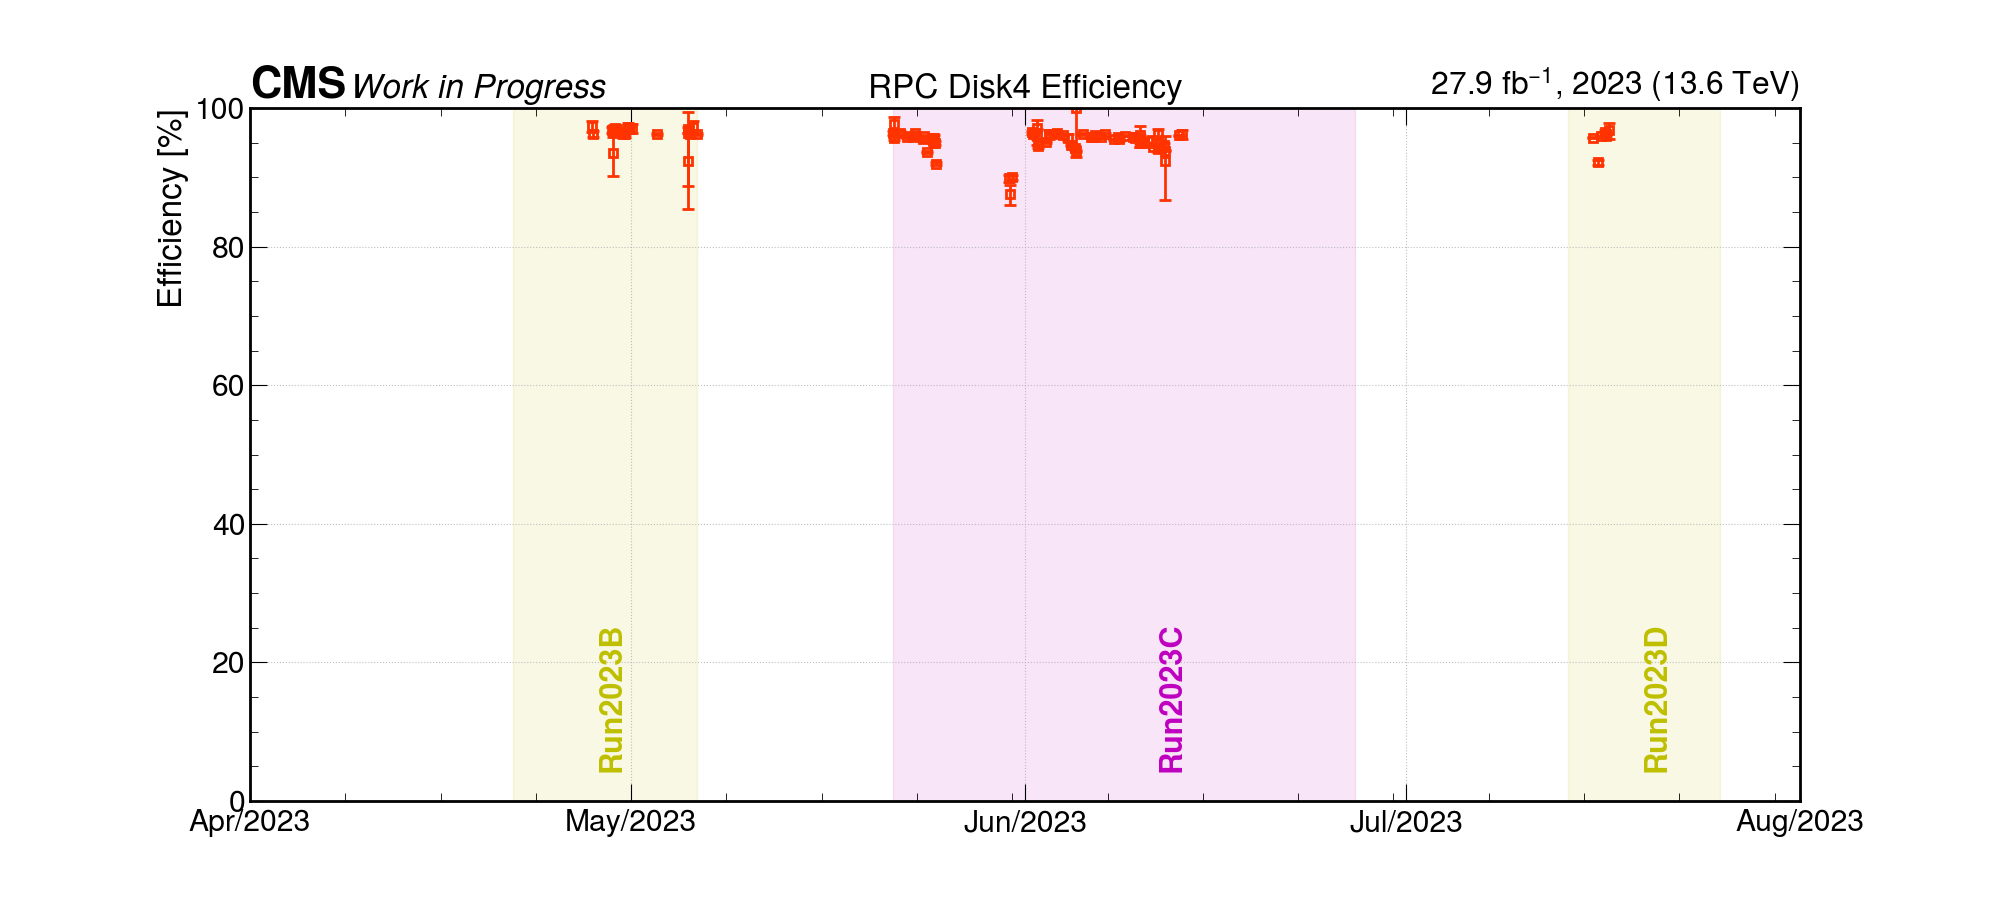 CMS Work in Progress RPC Disk4 Efficiency 27.9 fb⁻¹, 2023 (13.6 TeV)
Efficiency [%]
100
80
60
40
20
0
Run2023B
Run2023C
Run2023D
Apr/2023 May/2023 Jun/2023 Jul/2023 Aug/2023